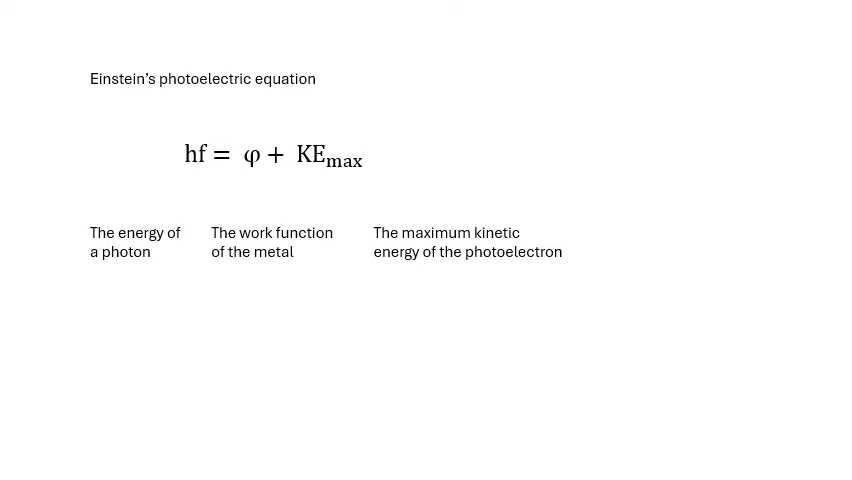 Einstein’s photoelectric equation
hf = φ + KEmax
The energy of
a photon
The work function
of the metal
The maximum kinetic
energy of the photoelectron